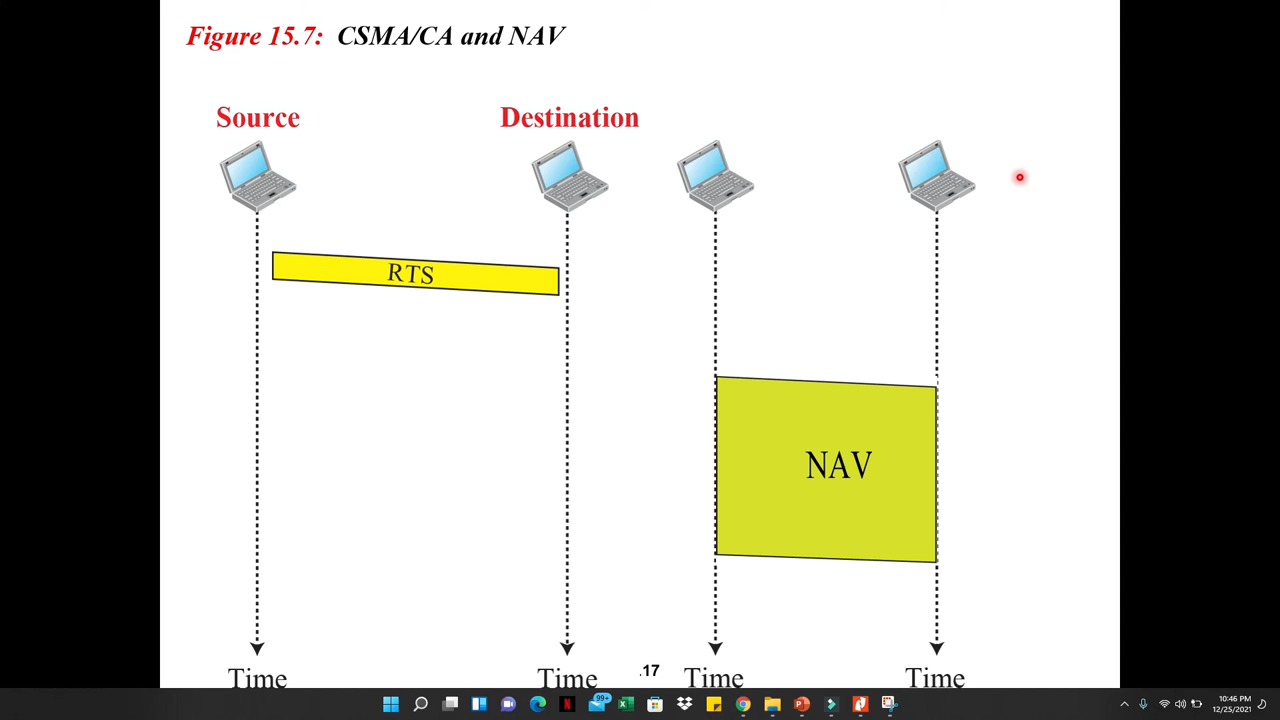 Figure 15.7: CSMA/CA and NAV
Source
Destination
RTS
NAV
Time
Time
.17
Time
Time
99+
10:46 PM
12/25/2021